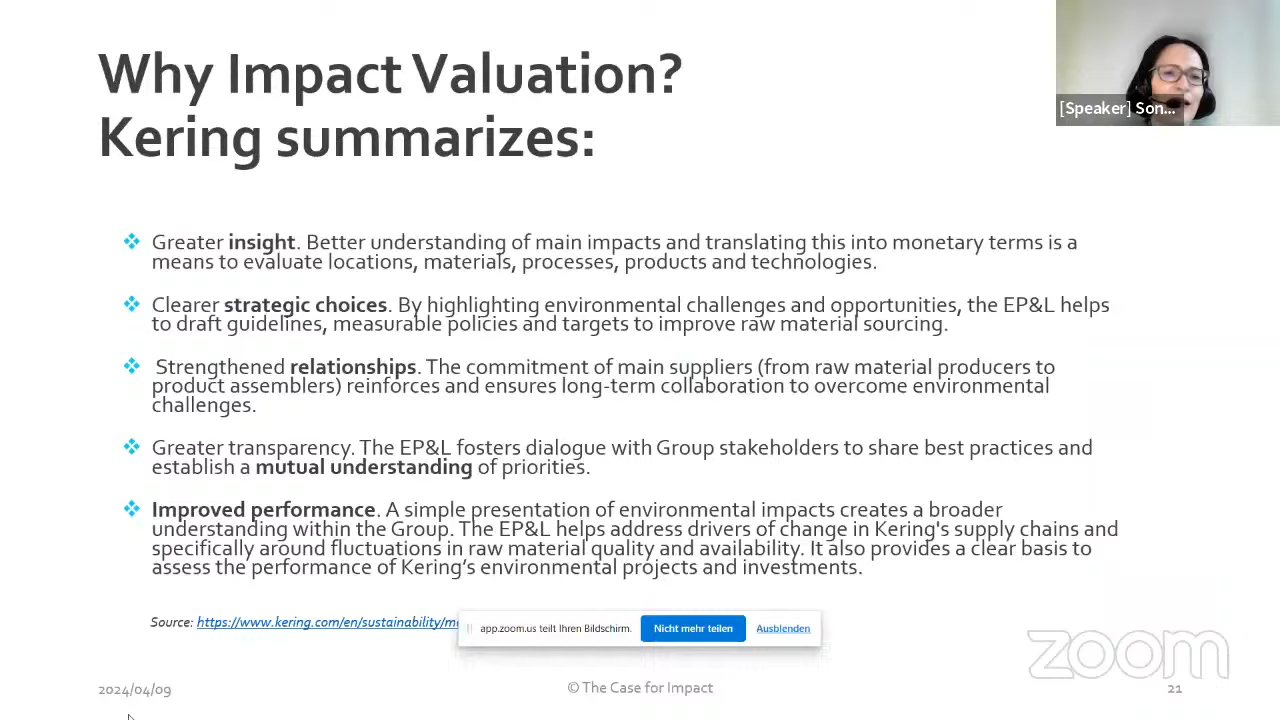 Why Impact Valuation?
Kering summarizes:
[Speaker] Son...
Greater insight. Better understanding of main impacts and translating this into monetary terms is a
means to evaluate locations, materials, processes, products and technologies.
Clearer strategic choices. By highlighting environmental challenges and opportunities, the EP&L helps
to draft guidelines, measurable policies and targets to improve raw material sourcing.
Strengthened relationships. The commitment of main suppliers (from raw material producers to
product assemblers) reinforces and ensures long-term collaboration to overcome environmental
challenges.
Greater transparency. The EP&L fosters dialogue with Group stakeholders to share best practices and
establish a mutual understanding of priorities.
Improved performance. A simple presentation of environmental impacts creates a broader
understanding within the Group. The EP&L helps address drivers of change in Kering's supply chains and
specifically around fluctuations in raw material quality and availability. It also provides a clear basis to
assess the performance of Kering’s environmental projects and investments.
Source: https://www.kering.com/en/sustainability/me
app.zoom.us teilt Ihren Bildschirm. Nicht mehr teilen Ausblenden
zoom
2024/04/09 © The Case for Impact 21